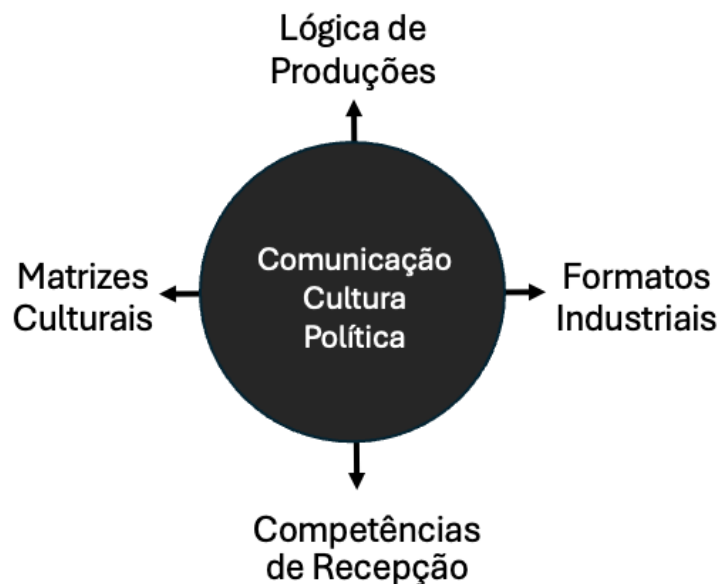 Lógica de
Produções
Matrizes
Culturais
Comunicação
Cultura
Política
Formatos
Industriais
Competências
de Recepção